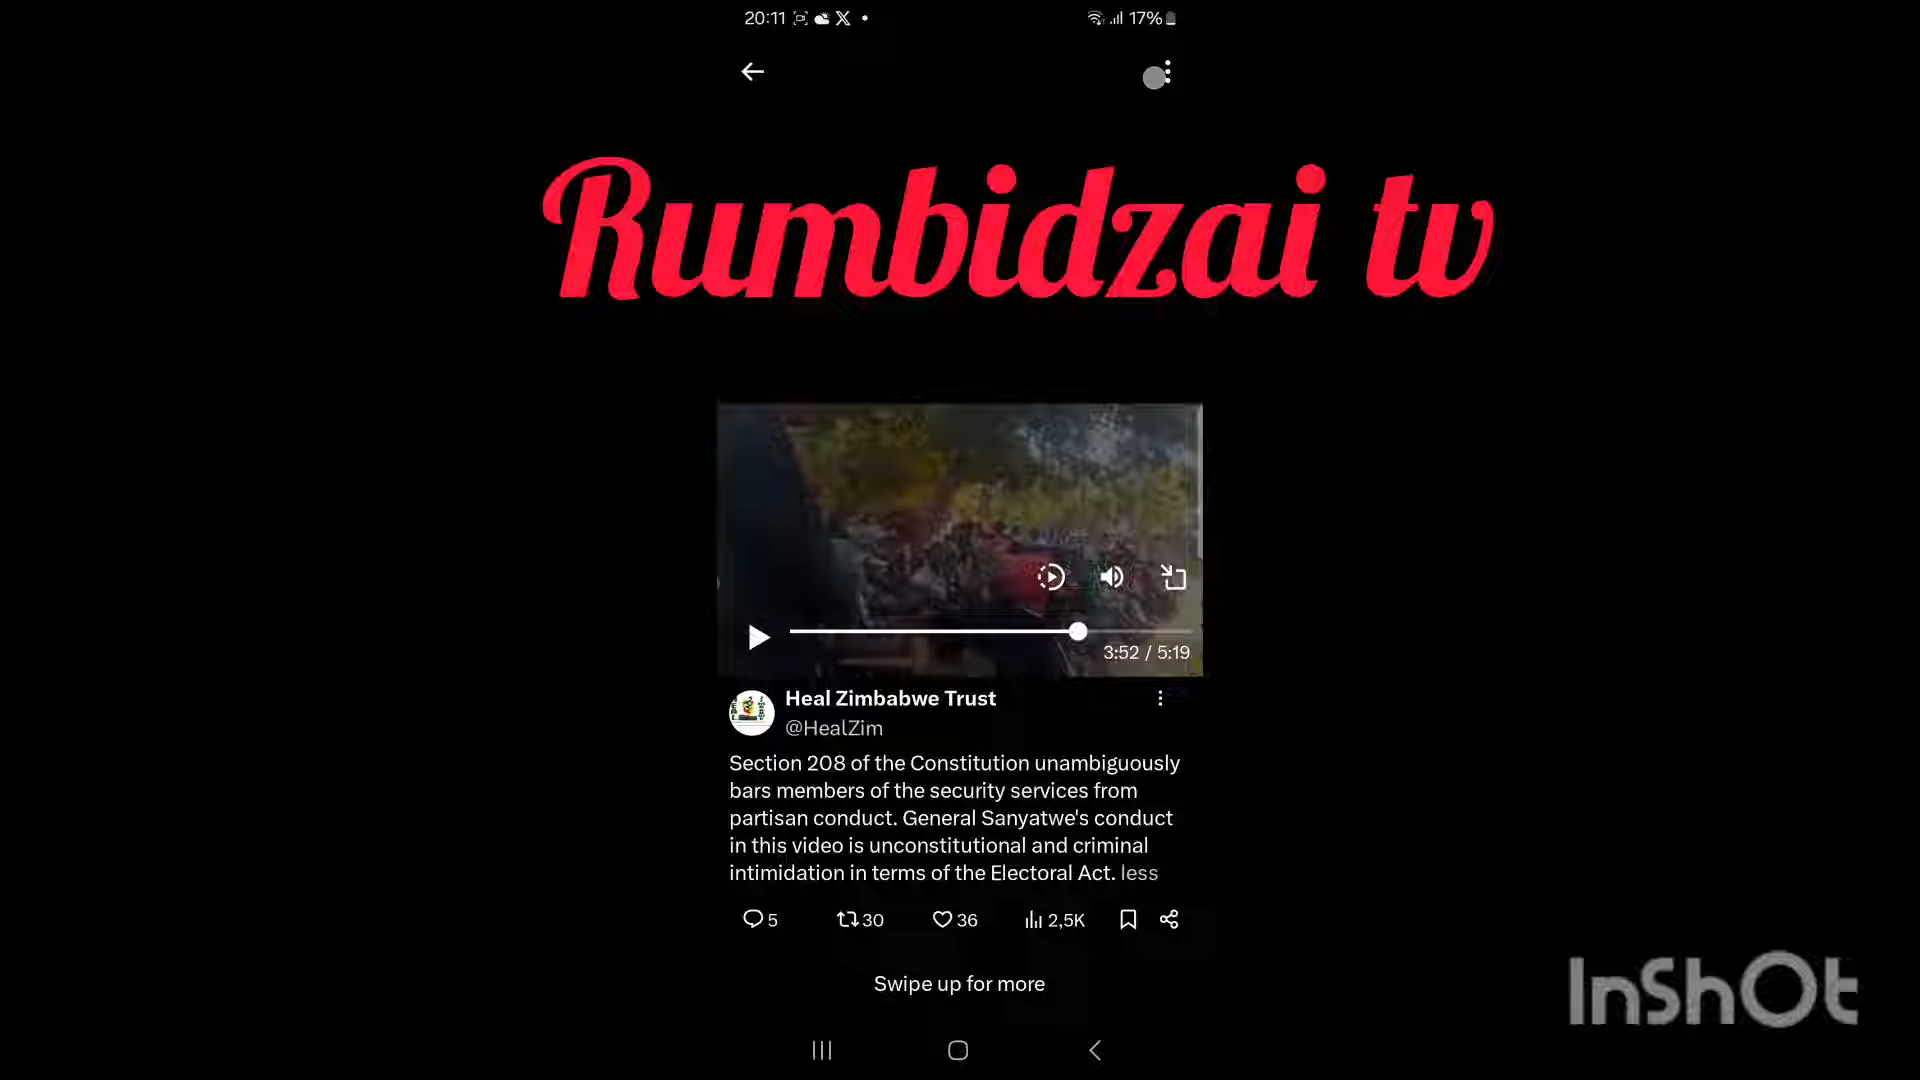 20:11
17%
Rumbidzai tv
3:52 / 5:19
Heal Zimbabwe Trust
@HealZim
Section 208 of the Constitution unambiguously
bars members of the security services from
partisan conduct. General Sanyatwe's conduct
in this video is unconstitutional and criminal
intimidation in terms of the Electoral Act. less
5 30 36 2,5K
Swipe up for more
InShOt